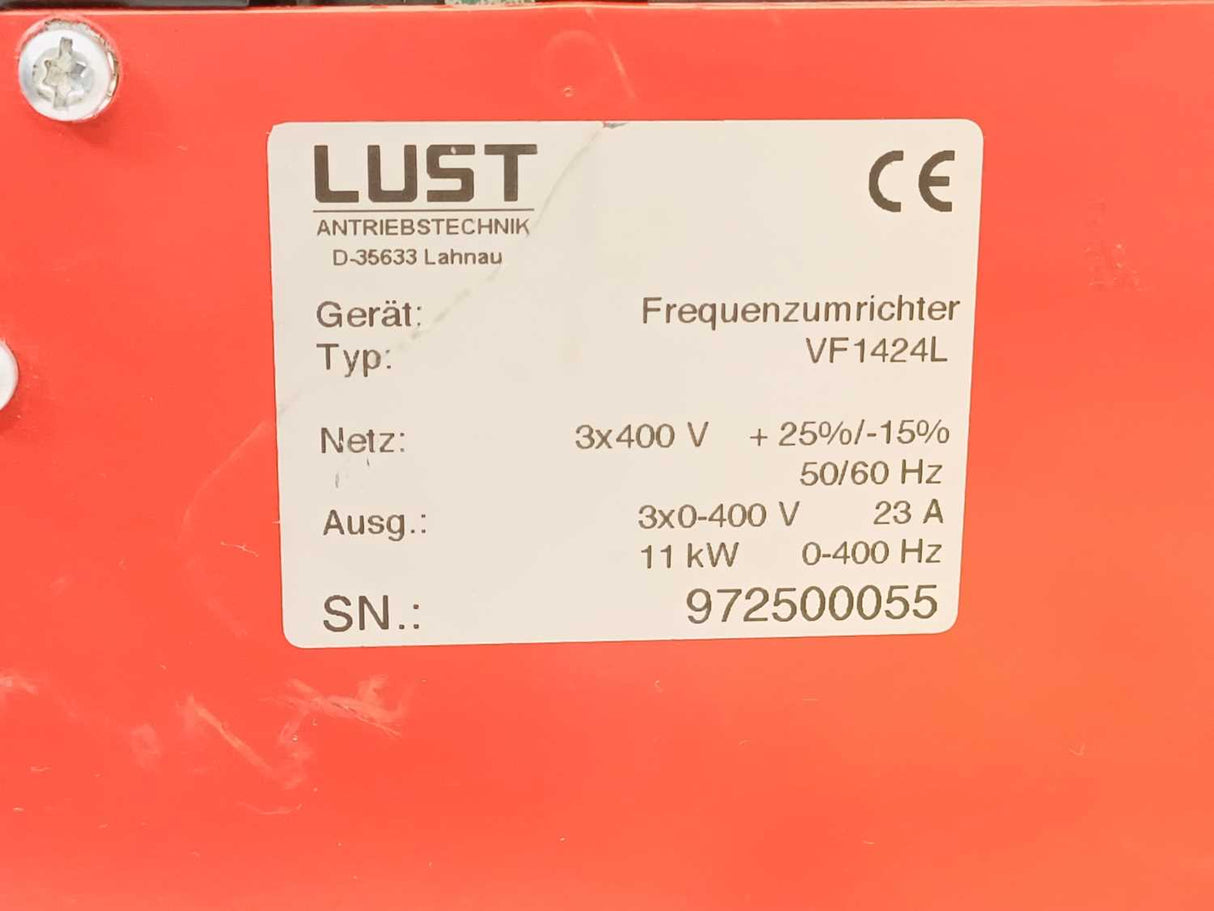 LUST
ANTRIEBSTECHNIK
D-35633 Lahnau
CE
Gerät: Frequenzumrichter
Typ: VF1424L
Netz: 3x400 V + 25%/-15%
50/60 Hz
Ausg.: 3x0-400 V 23 A
11 kW 0-400 Hz
SN.: 972500055